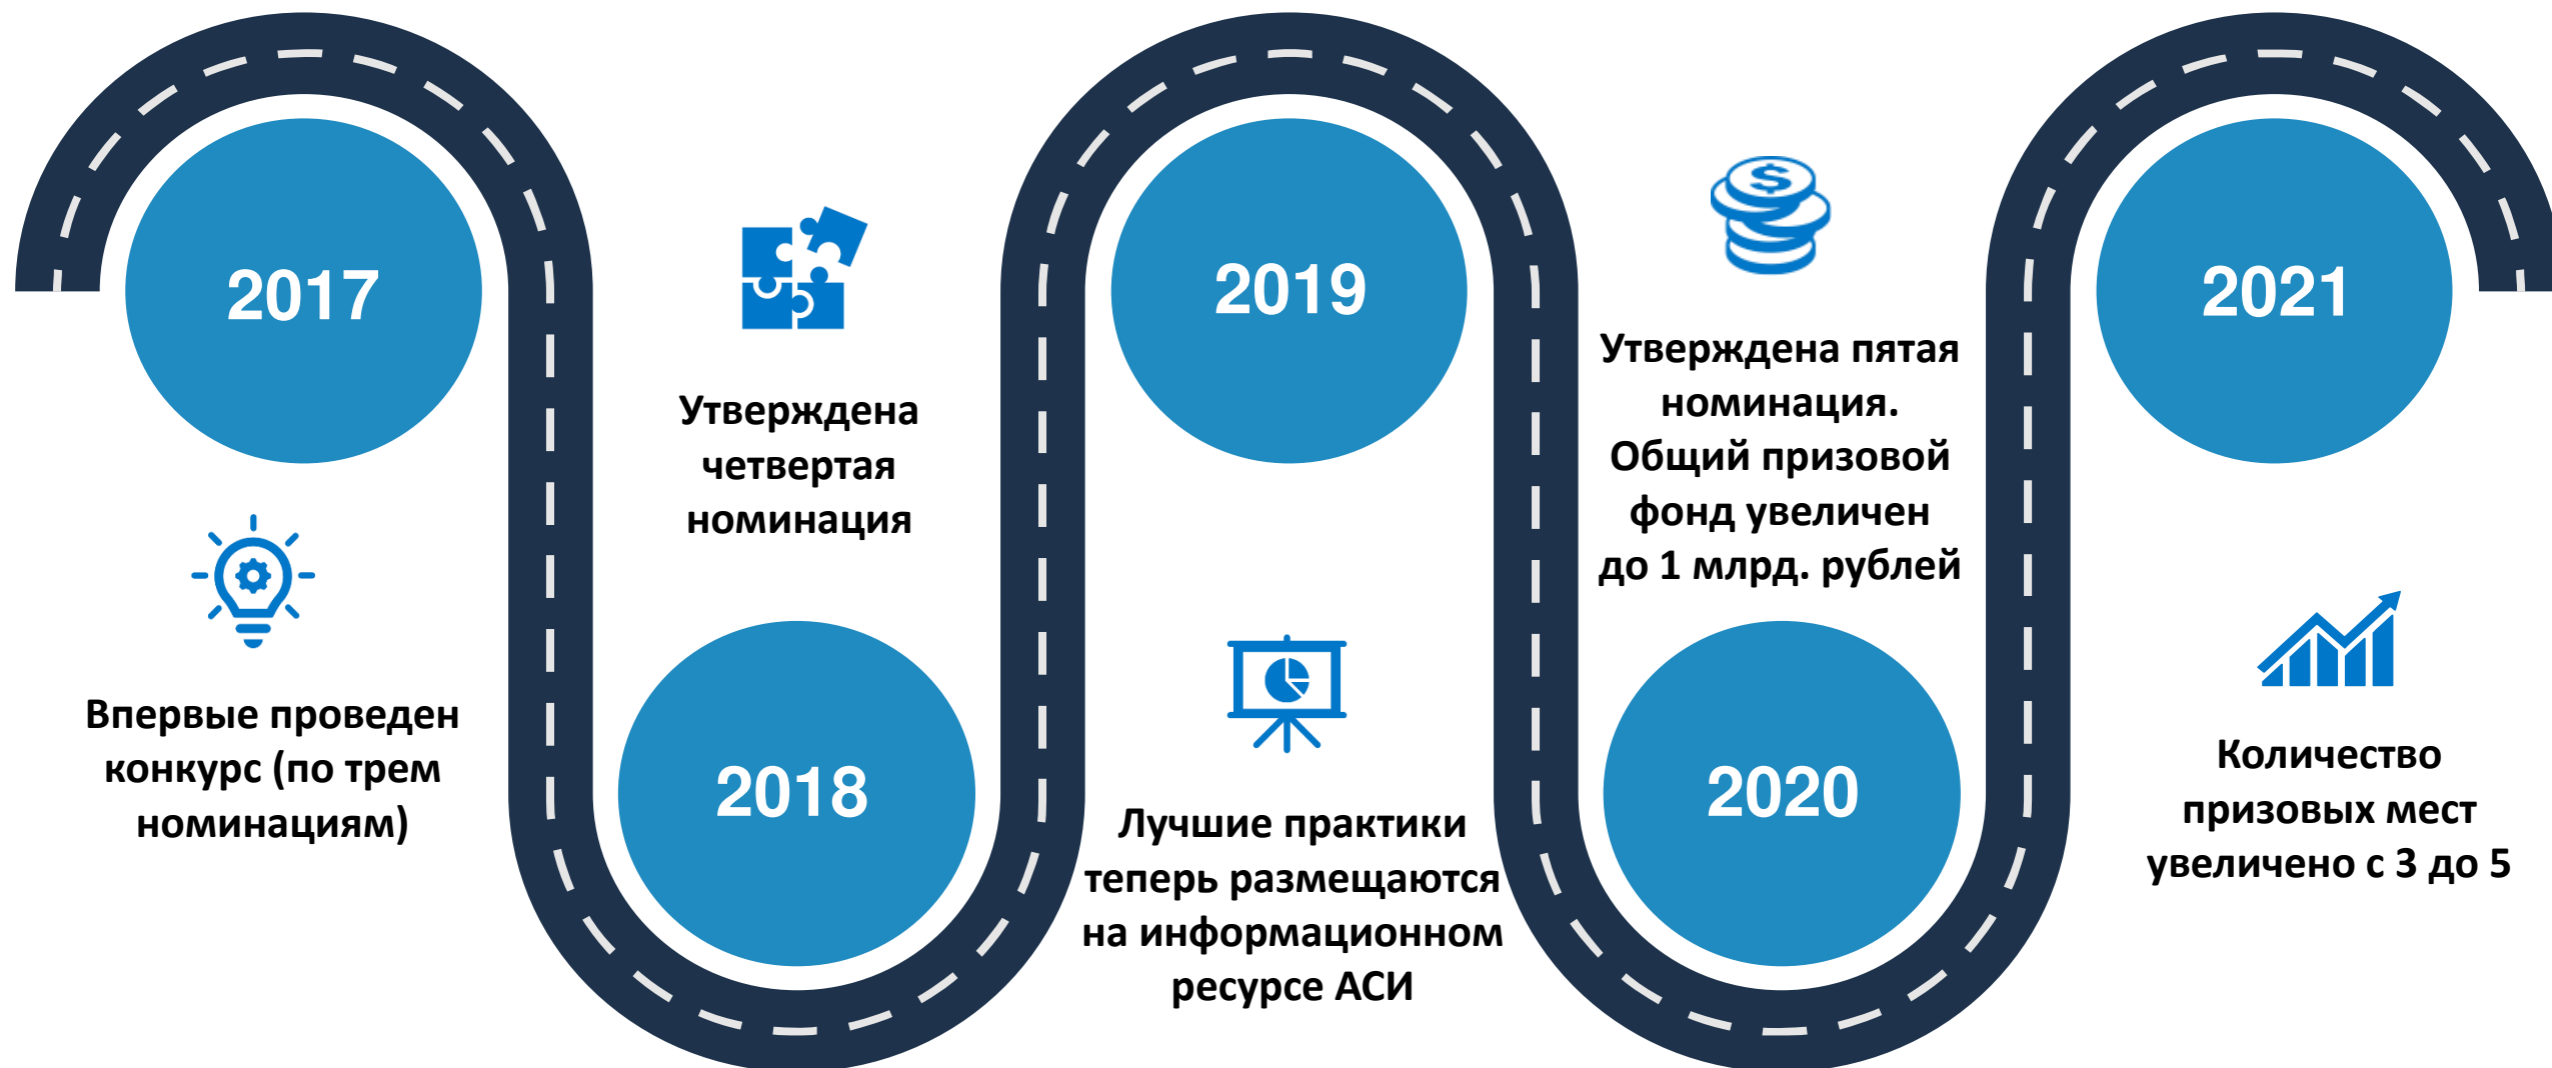 2017
Впервые проведен
конкурс (по трем
номинациям)
Утверждена
четвертая
номинация
2018
2019
Лучшие практики
теперь размещаются
на информационном
ресурсе АСИ
$
Утверждена пятая
номинация.
Общий призовой
фонд увеличен
до 1 млрд. рублей
2020
2021
Количество
призовых мест
увеличено с 3 до 5